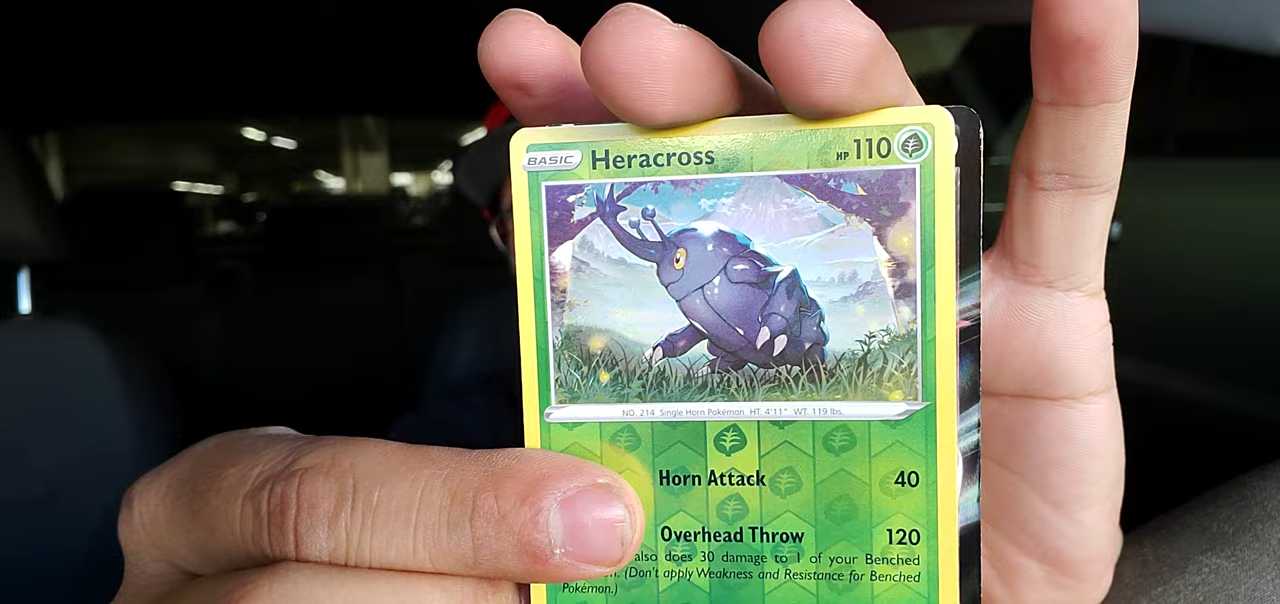 BASIC Heracross HP 110
NO. 214 Single Horn Pokémon HT. 4'11" WT. 119 lbs.
Horn Attack 40
Overhead Throw 120
also does 30 damage to 1 of your Benched
(Don't apply Weakness and Resistance for Benched
Pokémon.)